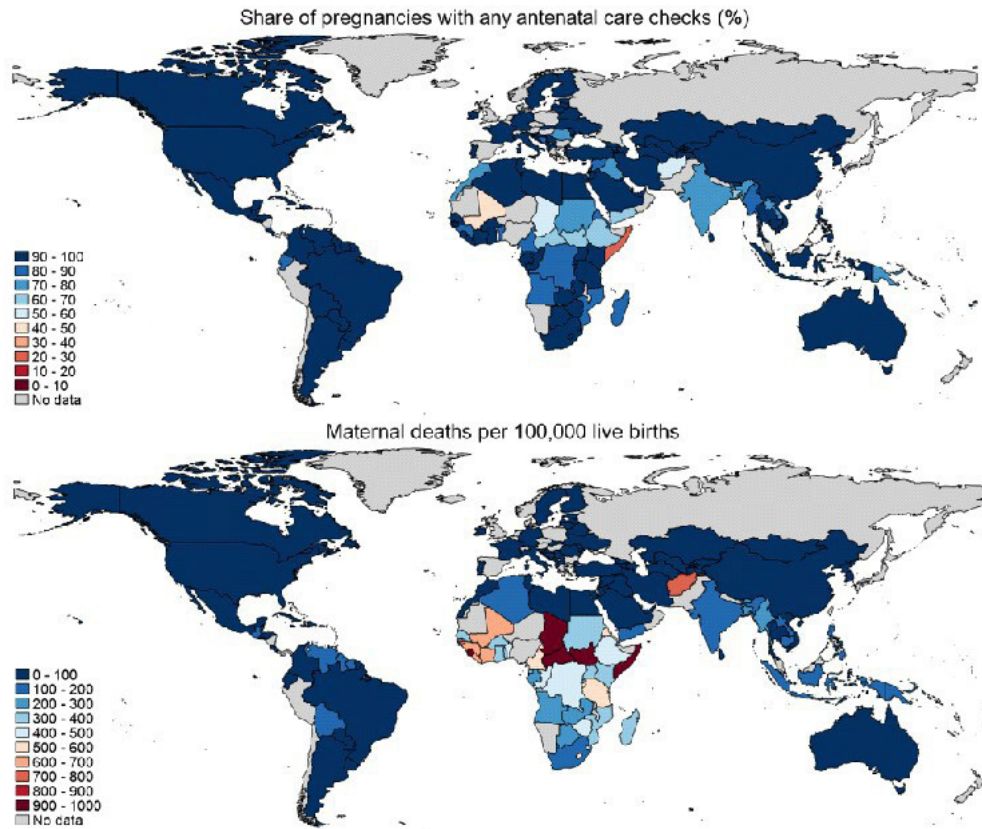 Share of pregnancies with any antenatal care checks (%)
90 - 100
80 - 90
70 - 80
60 - 70
50 - 60
40 - 50
30 - 40
20 - 30
10 - 20
0 - 10
No data
Maternal deaths per 100,000 live births
0 - 100
100 - 200
200 - 300
300 - 400
400 - 500
500 - 600
600 - 700
700 - 800
800 - 900
900 - 1000
No data